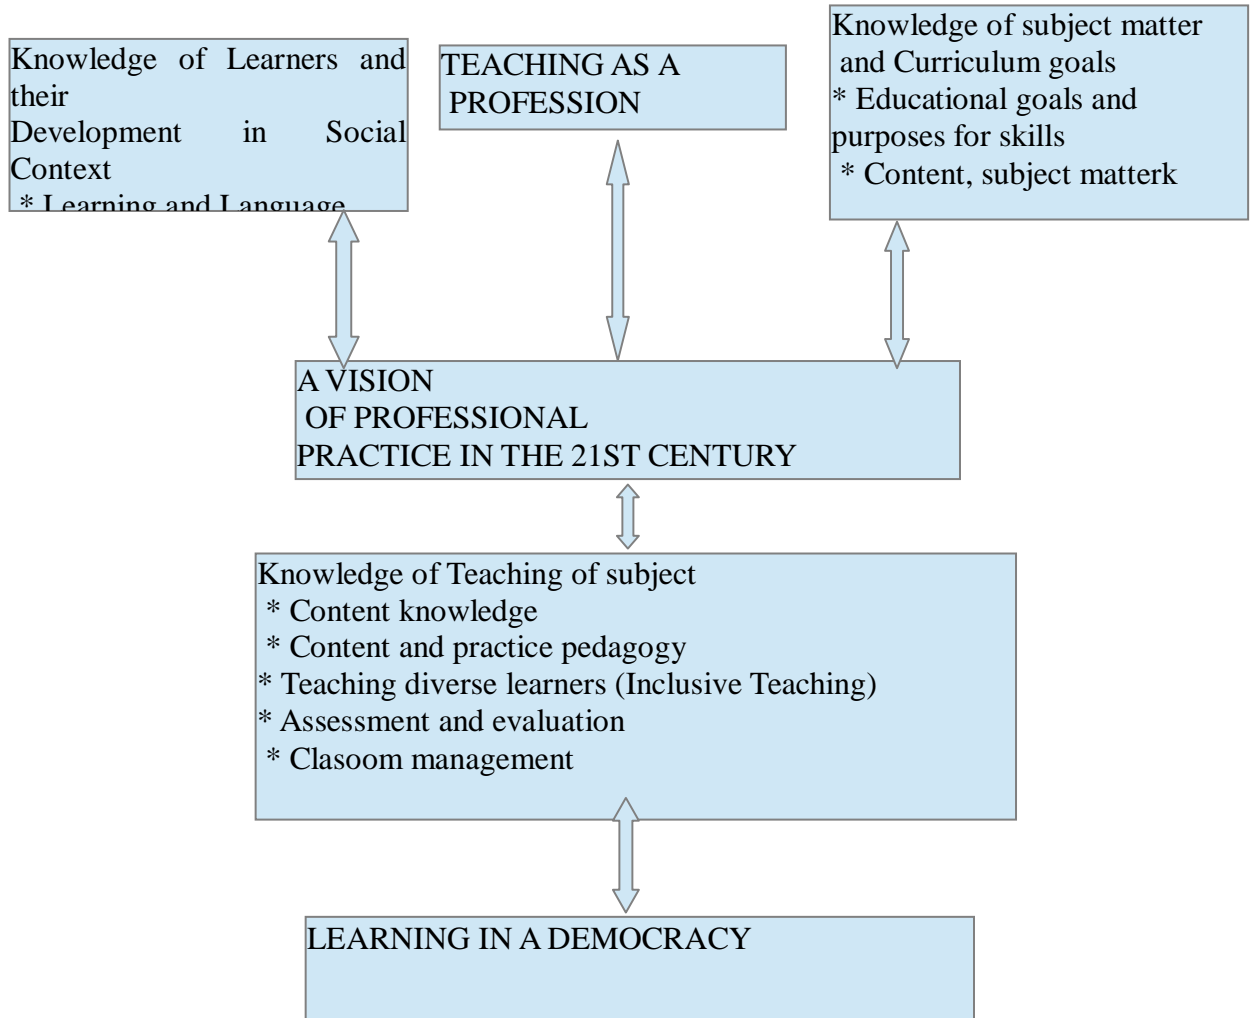 Knowledge of Learners and
their
Development in Social
Context
* Learning and Language
TEACHING AS A
PROFESSION
Knowledge of subject matter
and Curriculum goals
* Educational goals and
purposes for skills
* Content, subject matterk
A VISION
OF PROFESSIONAL
PRACTICE IN THE 21ST CENTURY
Knowledge of Teaching of subject
* Content knowledge
* Content and practice pedagogy
* Teaching diverse learners (Inclusive Teaching)
* Assessment and evaluation
* Clasoom management
LEARNING IN A DEMOCRACY